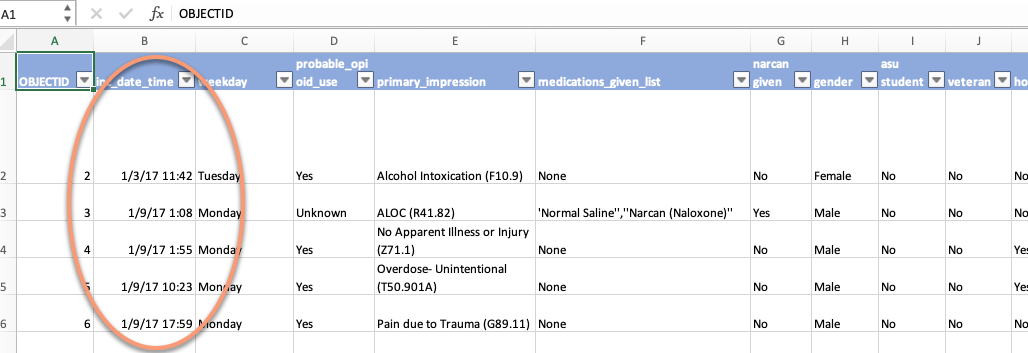 A1 fx OBJECTID
A B C D E F G H I J
probable_opi narcan asu
1 OBJECTID date_time weekday oid_use primary_impression medications_given_list given gender student veteran ho
2 2 1/3/17 11:42 Tuesday Yes Alcohol Intoxication (F10.9) None No Female No No No
3 3 1/9/17 1:08 Monday Unknown ALOC (R41.82) 'Normal Saline'',''Narcan (Naloxone)'' Yes Male No No No
No Apparent Illness or Injury
4 4 1/9/17 1:55 Monday Yes (Z71.1) None No Male No No Yes
Overdose- Unintentional
5 5 1/9/17 10:23 Monday Yes (T50.901A) None No Male No No Yes
6 6 1/9/17 17:59 Monday Yes Pain due to Trauma (G89.11) None No Male No No No